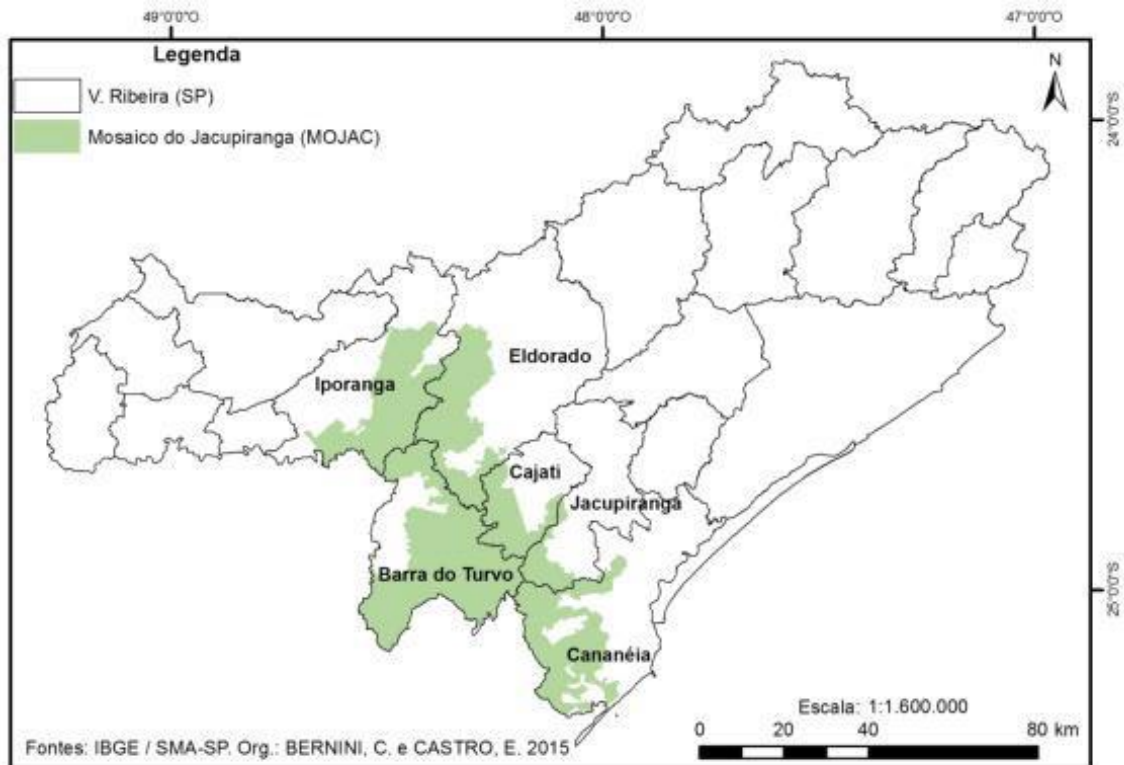 49°0'0"O
48°0'0"O
47°0'0"O
Legenda
V. Ribeira (SP)
Mosaico do Jacupiranga (MOJAC)
N
24°0'0"S
Eldorado
Iporanga
Cajati
Jacupiranga
Barra do Turvo
25°0'0"S
Cananéia
Escala: 1:1.600.000
0 20 40 80 km
Fontes: IBGE / SMA-SP. Org.: BERNINI, C. e CASTRO, E. 2015